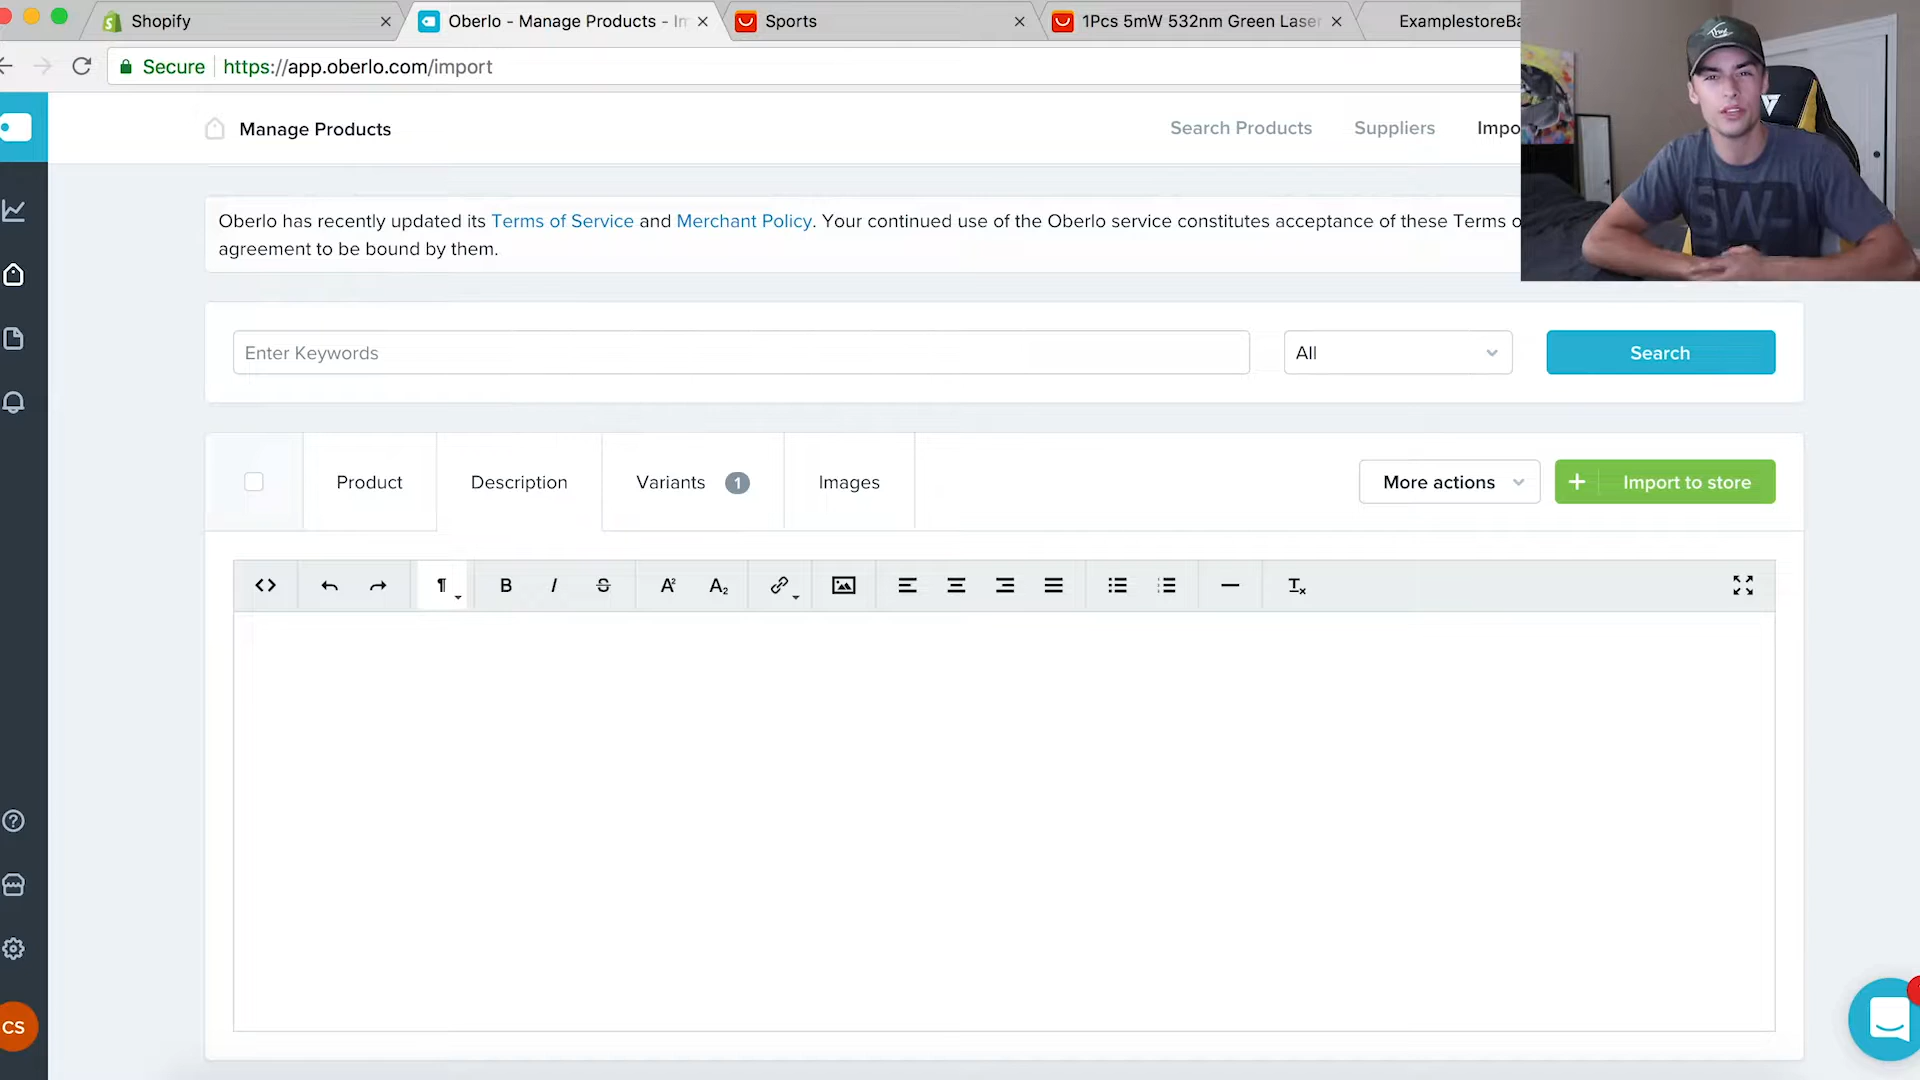 Shopify
Oberlo - Manage Products - Im
Sports
1Pcs 5mW 532nm Green Laser
ExamplestoreBa
Secure
https://app.oberlo.com/import
Manage Products
Search Products
Suppliers
Impo
Oberlo has recently updated its Terms of Service and Merchant Policy. Your continued use of the Oberlo service constitutes acceptance of these Terms o
agreement to be bound by them.
Enter Keywords
All
Search
Product
Description
Variants 1
Images
More actions
+ Import to store
CS